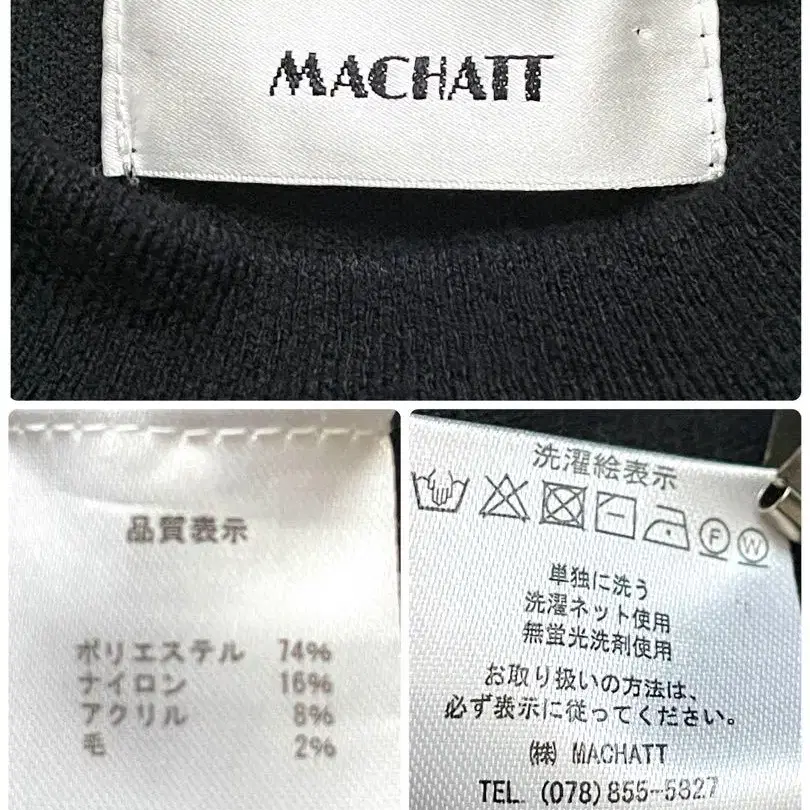 MACHATT
品質表示
ポリエステル 74%
ナイロン 16%
アクリル 8%
毛 2%
洗濯絵表示
F W
単独に洗う
洗濯ネット使用
無蛍光洗剤使用
お取り扱いの方法は、
必ず表示に従ってください。
(株) MACHATT
TEL. (078)855-5827